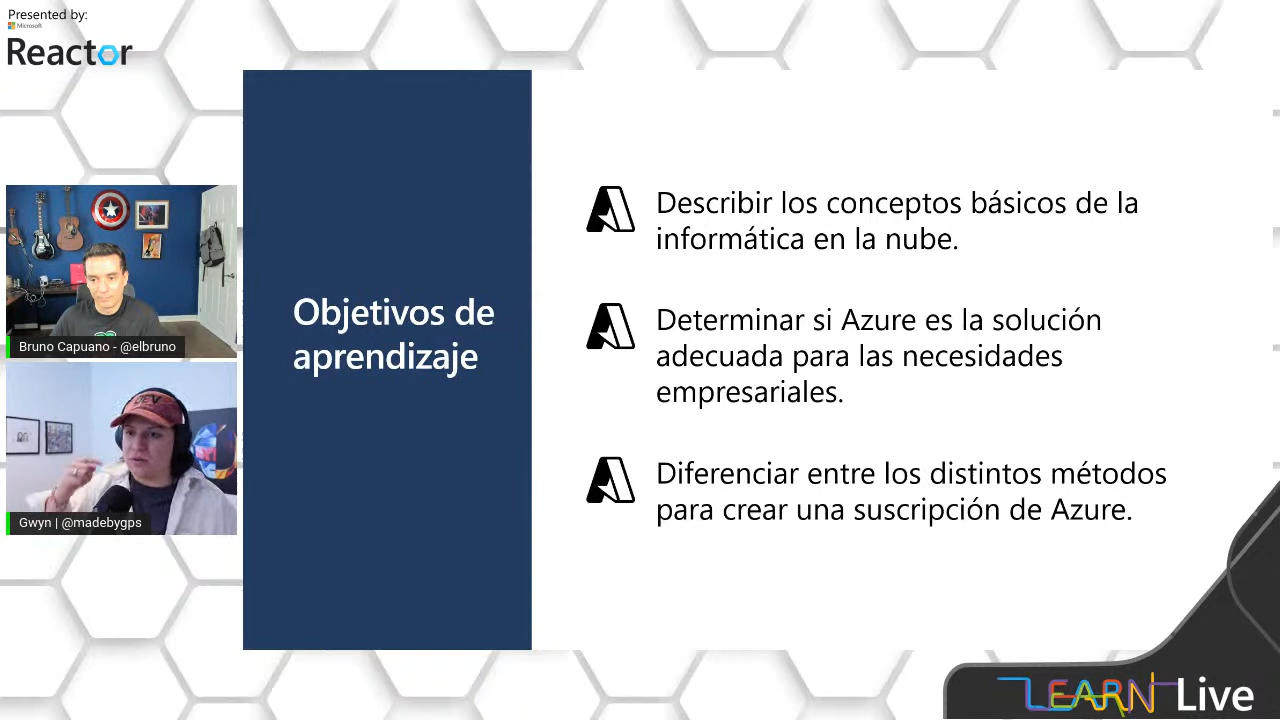 Presented by:
Microsoft
Reactor
Bruno Capuano - @elbruno
DEV
Gwyn | @madebygps
Objetivos de
aprendizaje
Describir los conceptos básicos de la
informática en la nube.
Determinar si Azure es la solución
adecuada para las necesidades
empresariales.
Diferenciar entre los distintos métodos
para crear una suscripción de Azure.
LEARN Live